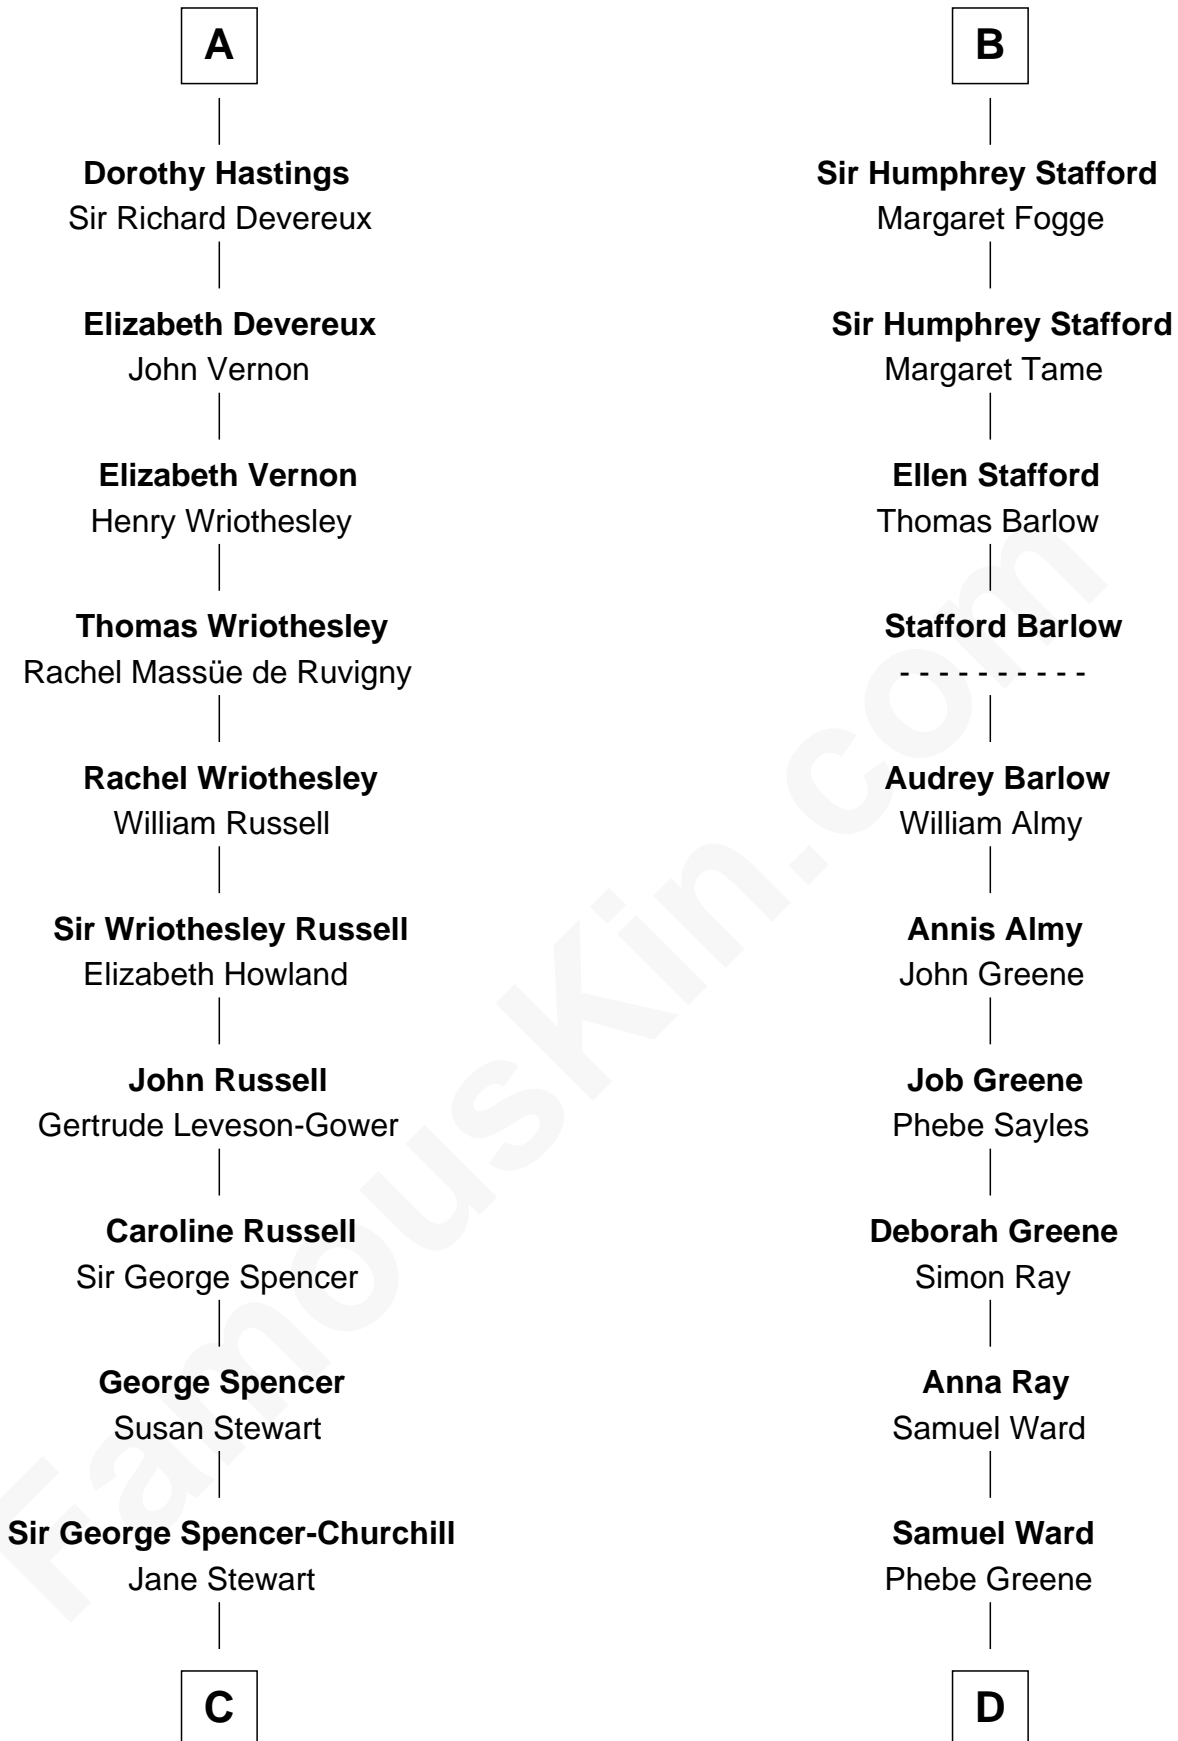 A
Dorothy Hastings
Sir Richard Devereux
Elizabeth Devereux
John Vernon
Elizabeth Vernon
Henry Wriothesley
Thomas Wriothesley
Rachel Massüe de Ruvigny
Rachel Wriothesley
William Russell
Sir Wriothesley Russell
Elizabeth Howland
John Russell
Gertrude Leveson-Gower
Caroline Russell
Sir George Spencer
George Spencer
Susan Stewart
Sir George Spencer-Churchill
Jane Stewart
C
B
Sir Humphrey Stafford
Margaret Fogge
Sir Humphrey Stafford
Margaret Tame
Ellen Stafford
Thomas Barlow
Stafford Barlow
- - - - - - - - - -
Audrey Barlow
William Almy
Annis Almy
John Greene
Job Greene
Phebe Sayles
Deborah Greene
Simon Ray
Anna Ray
Samuel Ward
Samuel Ward
Phebe Greene
D
FamousKin.com